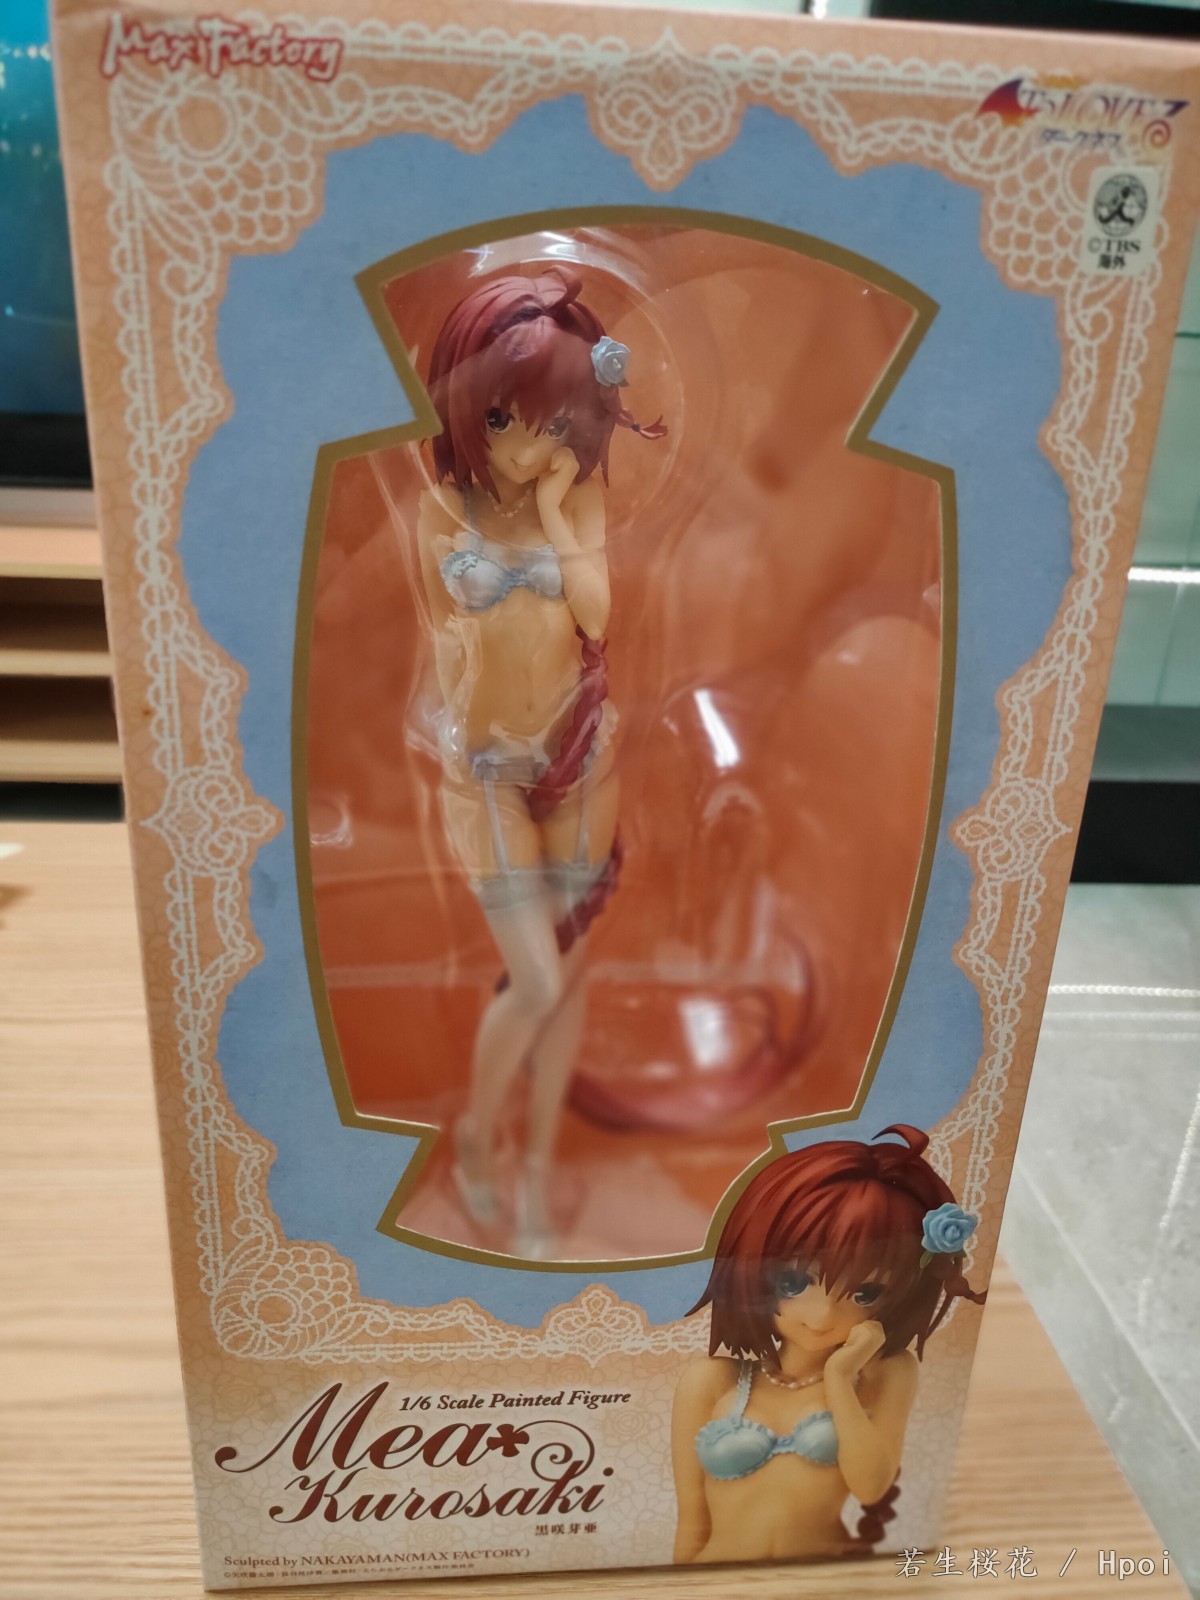 Max Factory
To LOVEる
ダークネス
©TBS
海外
1/6 Scale Painted Figure
Mea
Kurosaki
黒咲芽亜
Sculpted by NAKAYAMAN(MAX FACTORY)
若生桜花 / Hpoi